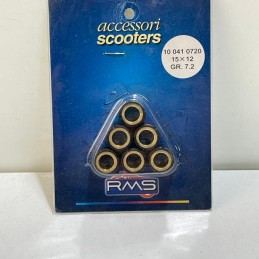 accessori
scooters
10 041 0720
15 x 12
GR. 7.2
RMS